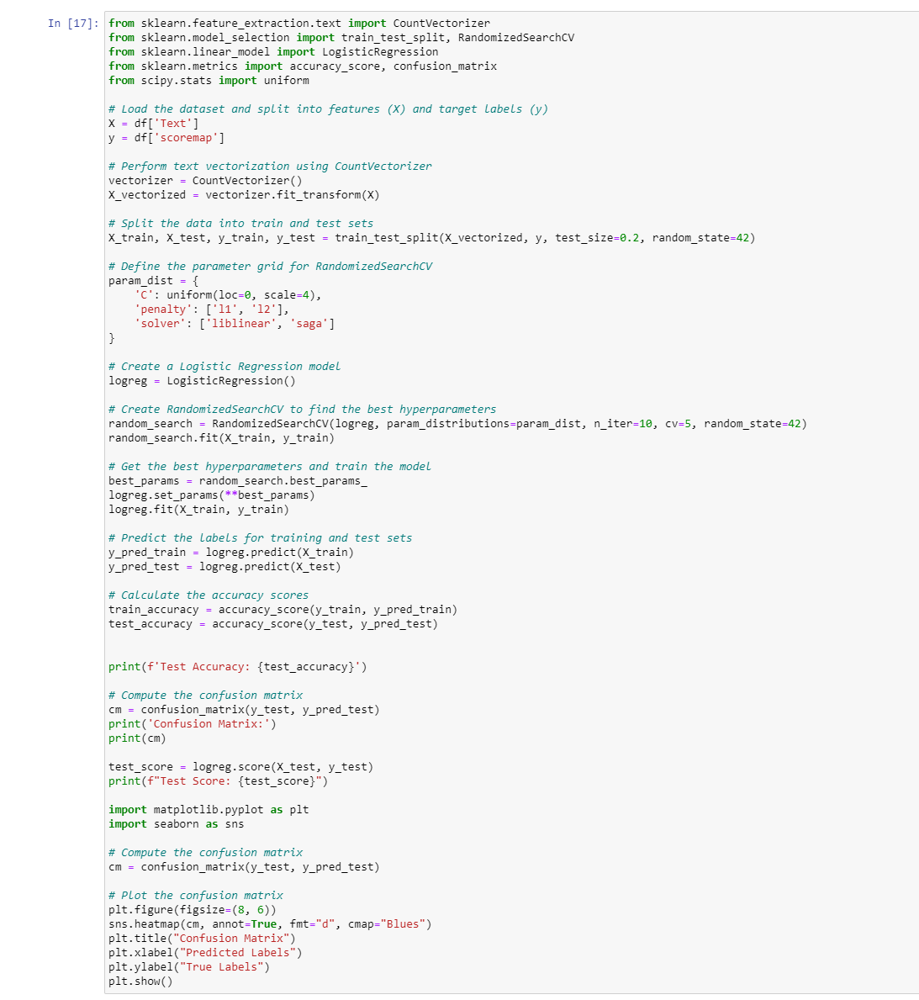 In [17]: from sklearn.feature_extraction.text import CountVectorizer
from sklearn.model_selection import train_test_split, RandomizedSearchCV
from sklearn.linear_model import LogisticRegression
from sklearn.metrics import accuracy_score, confusion_matrix
from scipy.stats import uniform

# Load the dataset and split into features (X) and target labels (y)
X = df['Text']
y = df['scoremap']

# Perform text vectorization using CountVectorizer
vectorizer = CountVectorizer()
X_vectorized = vectorizer.fit_transform(X)

# Split the data into train and test sets
X_train, X_test, y_train, y_test = train_test_split(X_vectorized, y, test_size=0.2, random_state=42)

# Define the parameter grid for RandomizedSearchCV
param_dist = {
    'C': uniform(loc=0, scale=4),
    'penalty': ['l1', 'l2'],
    'solver': ['liblinear', 'saga']
}

# Create a Logistic Regression model
logreg = LogisticRegression()

# Create RandomizedSearchCV to find the best hyperparameters
random_search = RandomizedSearchCV(logreg, param_distributions=param_dist, n_iter=10, cv=5, random_state=42)
random_search.fit(X_train, y_train)

# Get the best hyperparameters and train the model
best_params = random_search.best_params_
logreg.set_params(**best_params)
logreg.fit(X_train, y_train)

# Predict the labels for training and test sets
y_pred_train = logreg.predict(X_train)
y_pred_test = logreg.predict(X_test)

# Calculate the accuracy scores
train_accuracy = accuracy_score(y_train, y_pred_train)
test_accuracy = accuracy_score(y_test, y_pred_test)


print(f'Test Accuracy: {test_accuracy}')

# Compute the confusion matrix
cm = confusion_matrix(y_test, y_pred_test)
print('Confusion Matrix:')
print(cm)

test_score = logreg.score(X_test, y_test)
print(f"Test Score: {test_score}")

import matplotlib.pyplot as plt
import seaborn as sns

# Compute the confusion matrix
cm = confusion_matrix(y_test, y_pred_test)

# Plot the confusion matrix
plt.figure(figsize=(8, 6))
sns.heatmap(cm, annot=True, fmt="d", cmap="Blues")
plt.title("Confusion Matrix")
plt.xlabel("Predicted Labels")
plt.ylabel("True Labels")
plt.show()